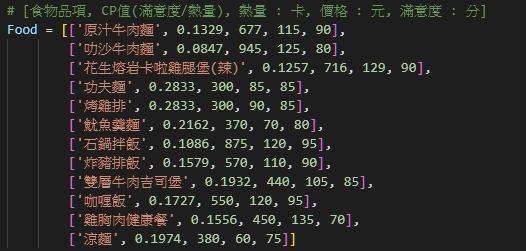 # [食物品項, CP值(滿意度/熱量), 熱量 : 卡, 價格 : 元, 滿意度 : 分]
Food = [['原汁牛肉麵', 0.1329, 677, 115, 90],
['叻沙牛肉麵', 0.0847, 945, 125, 80],
['花生熔岩卡啦雞腿堡(辣)', 0.1257, 716, 129, 90],
['功夫麵', 0.2833, 300, 85, 85],
['烤雞排', 0.2833, 300, 90, 85],
['魷魚羹麵', 0.2162, 370, 70, 80],
['石鍋拌飯', 0.1086, 875, 120, 95],
['炸豬排飯', 0.1579, 570, 110, 90],
['雙層牛肉吉司堡', 0.1932, 440, 105, 85],
['咖喱飯', 0.1727, 550, 120, 95],
['雞胸肉健康餐', 0.1556, 450, 135, 70],
['涼麵', 0.1974, 380, 60, 75]]